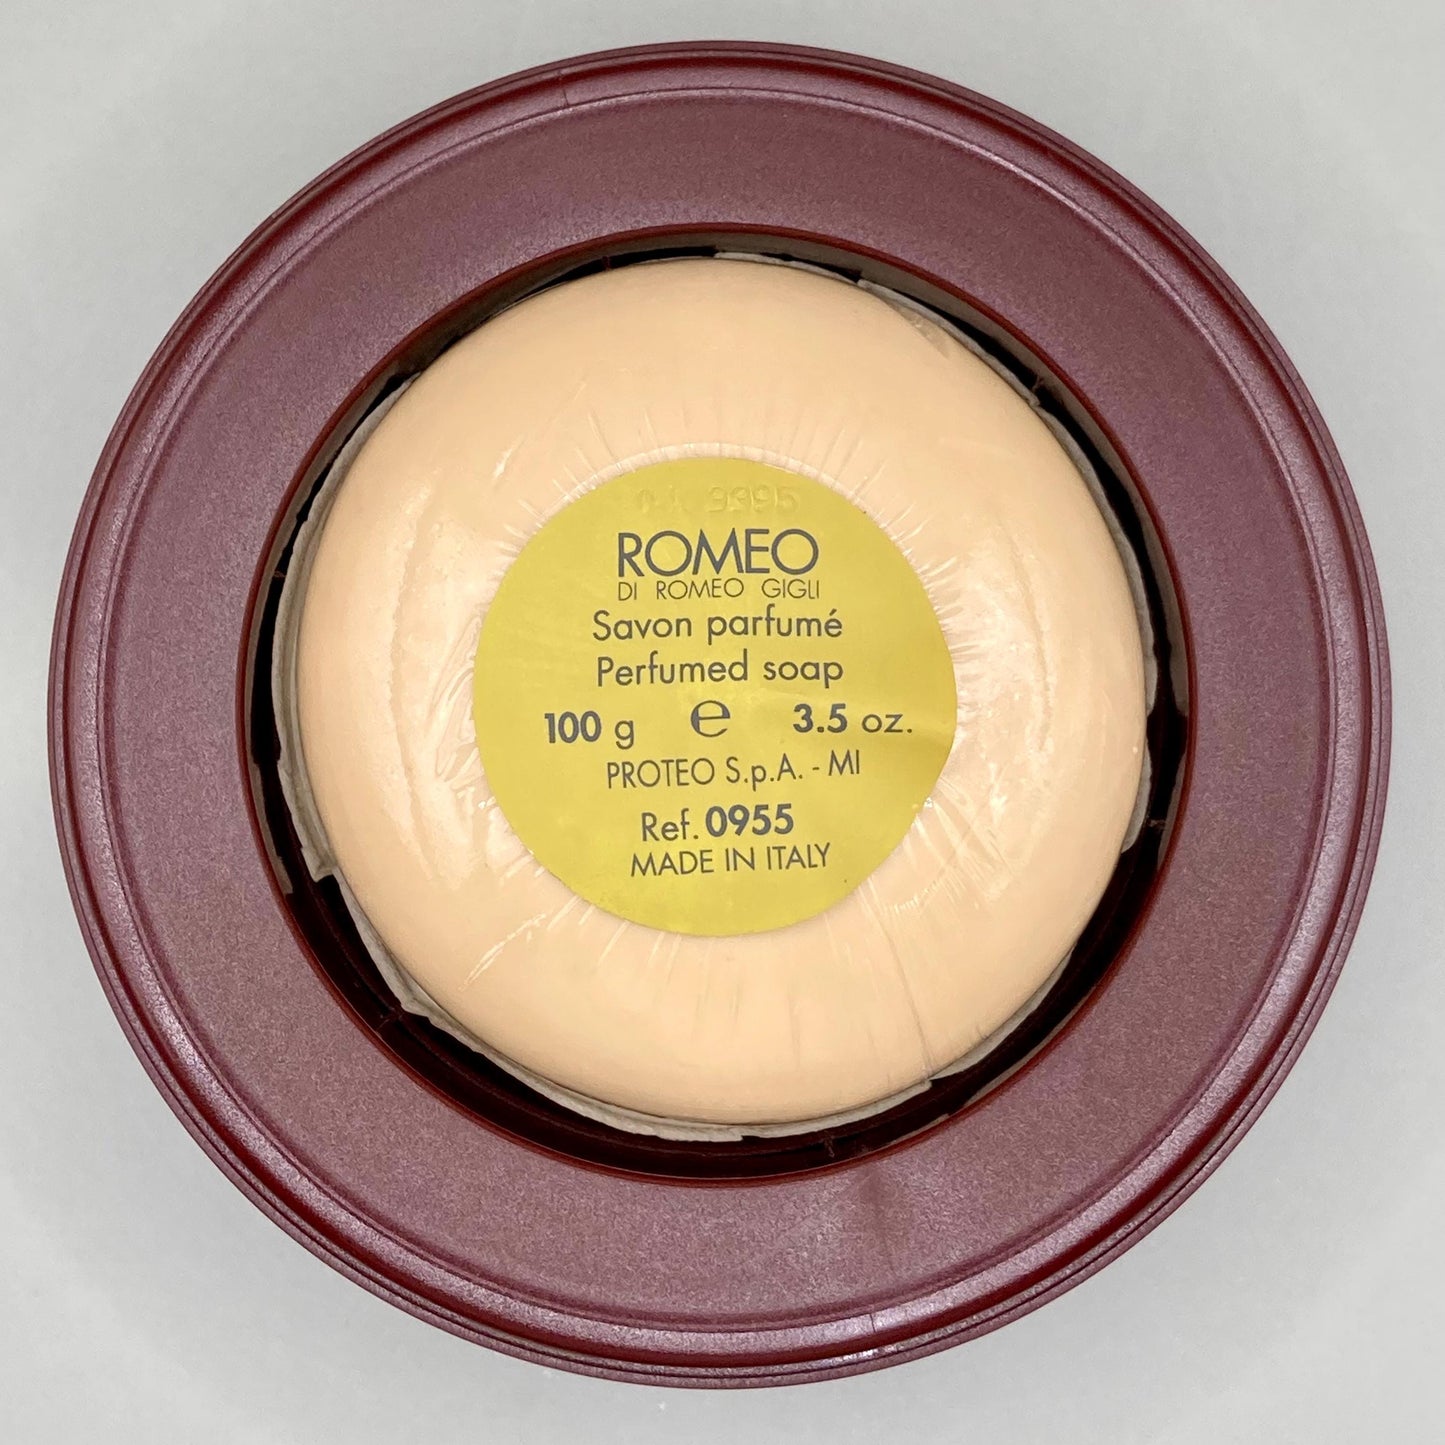 ROMEO
DI ROMEO GIGLI
Savon parfumé
Perfumed soap
100 g e 3.5 oz.
PROTEO S.p.A. - MI
Ref. 0955
MADE IN ITALY